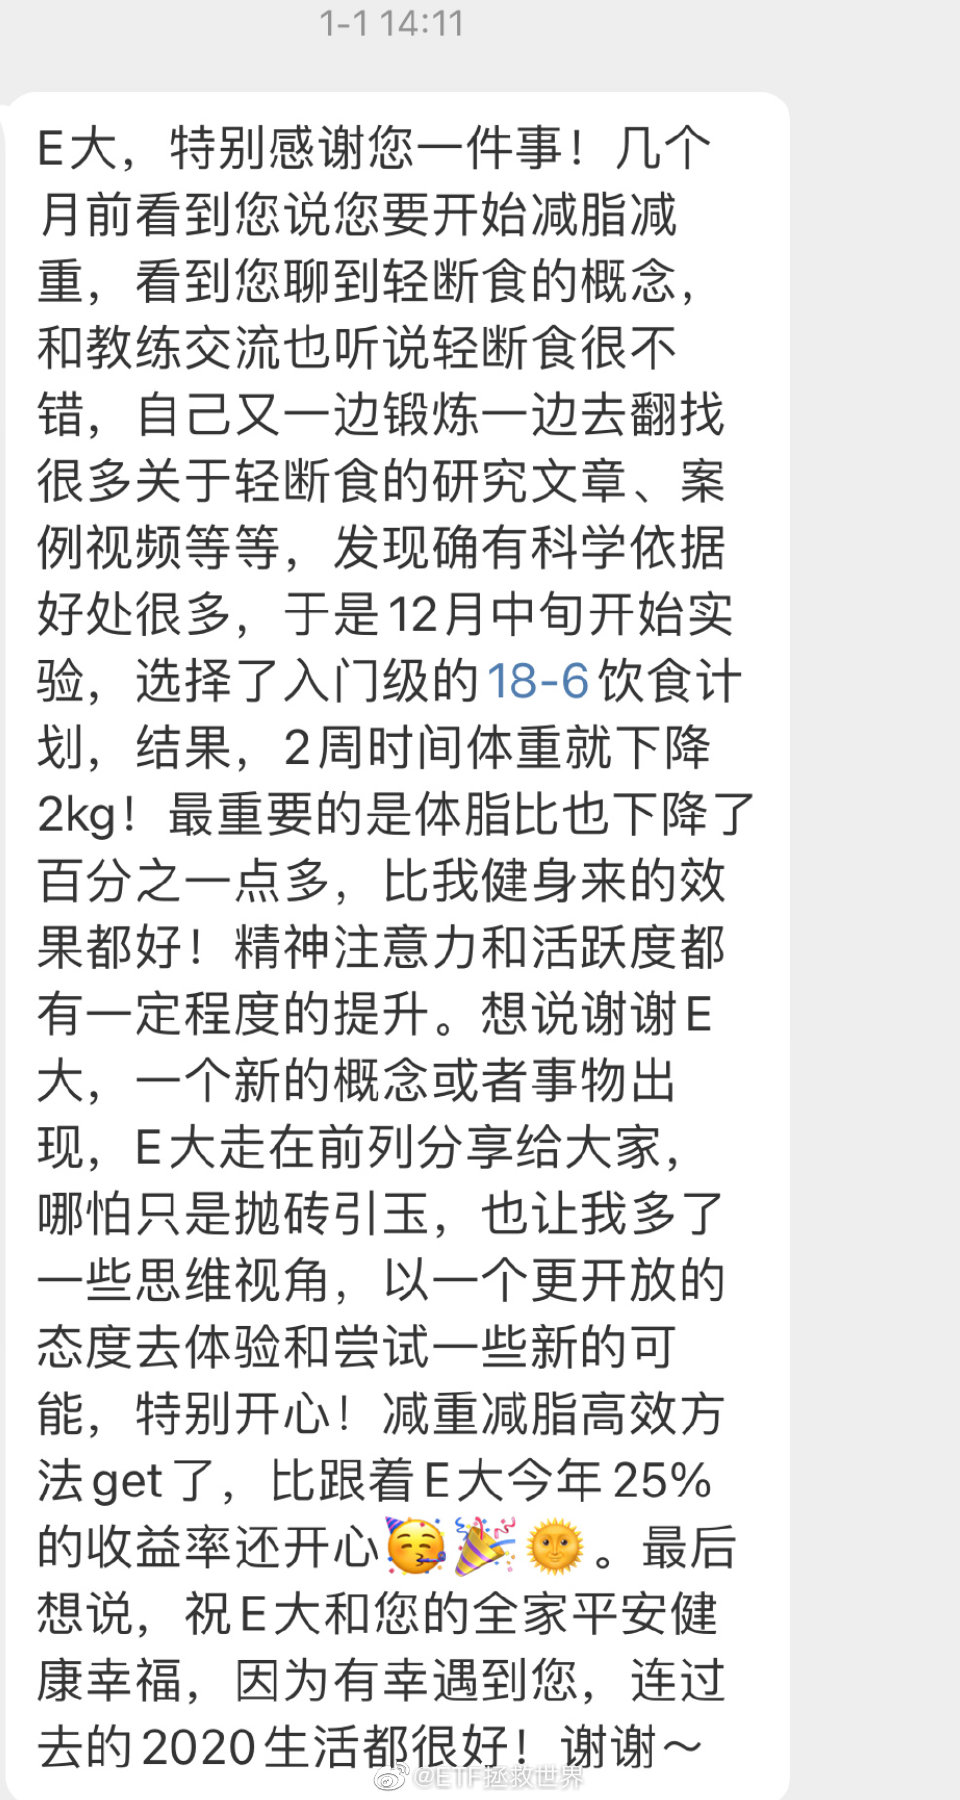 1-1 14:11
E大，特别感谢您一件事！几个
月前看到您说您要开始减脂减
重，看到您聊到轻断食的概念，
和教练交流也听说轻断食很不
错，自己又一边锻炼一边去翻找
很多关于轻断食的研究文章、案
例视频等等，发现确有科学依据
好处很多，于是12月中旬开始实
验，选择了入门级的18-6饮食计
划，结果，2周时间体重就下降
2kg！最重要的是体脂比也下降了
百分之一点多，比我健身来的效
果都好！精神注意力和活跃度都
有一定程度的提升。想说谢谢E
大，一个新的概念或者事物出
现，E大走在前列分享给大家，
哪怕只是抛砖引玉，也让我多了
一些思维视角，以一个更开放的
态度去体验和尝试一些新的可
能，特别开心！减重减脂高效方
法get了，比跟着E大今年25%
的收益率还开心🥳🎉🌞。最后
想说，祝E大和您的全家平安健
康幸福，因为有幸遇到您，连过
去的2020生活都很好！谢谢～
@ETF拯救世界